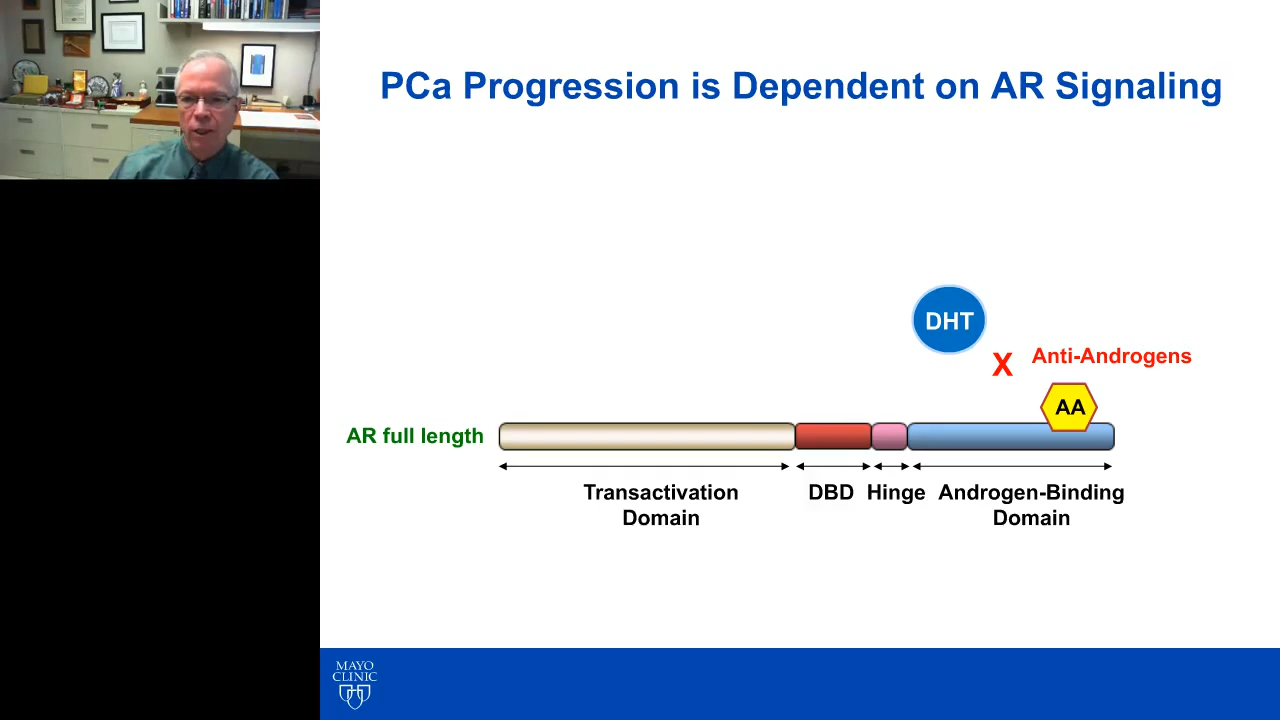 PCa Progression is Dependent on AR Signaling
DHT
X
Anti-Androgens
AA
AR full length
Transactivation
Domain
DBD
Hinge
Androgen-Binding
Domain
MAYO
CLINIC